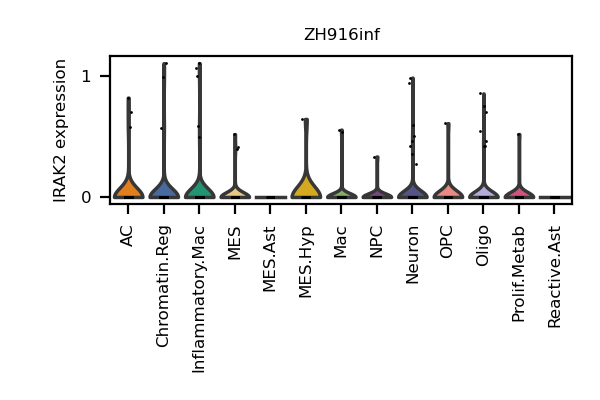 ZH916inf
IRAK2 expression
1
0
AC
Chromatin.Reg
Inflammatory.Mac
MES
MES.Ast
MES.Hyp
Mac
NPC
Neuron
OPC
Oligo
Prolif.Metab
Reactive.Ast